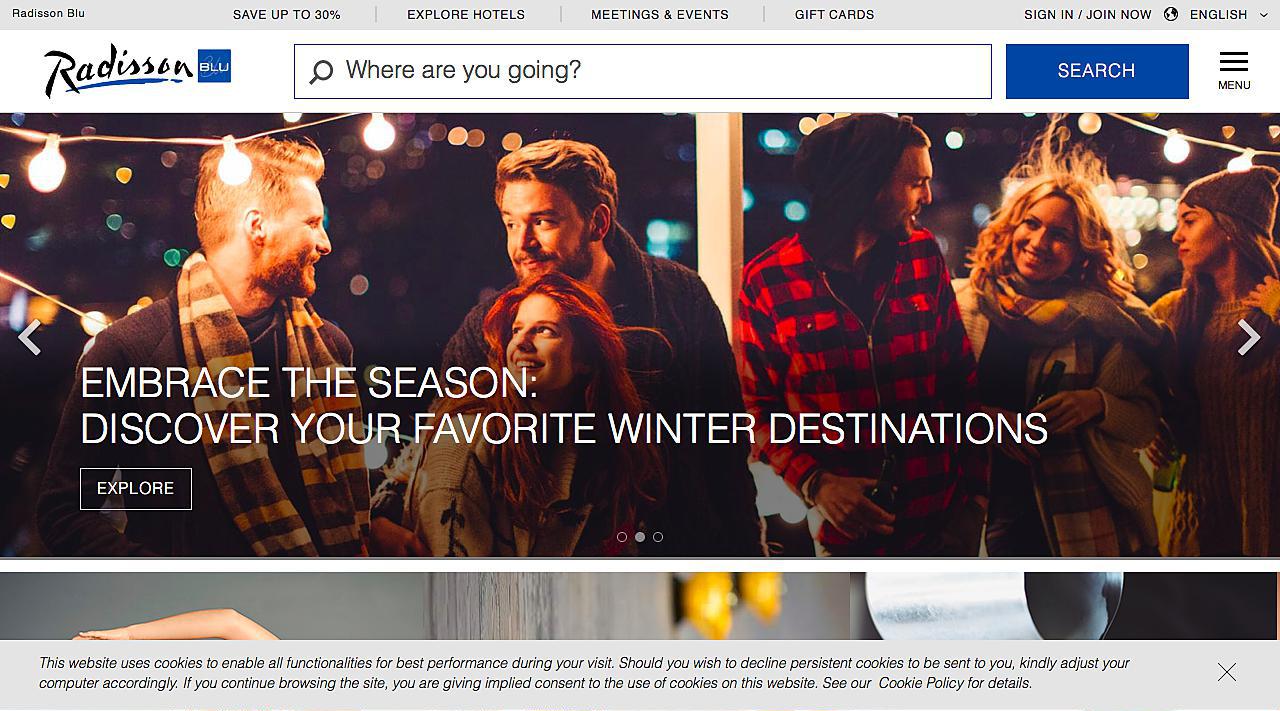 Radisson Blu
SAVE UP TO 30%
EXPLORE HOTELS
MEETINGS & EVENTS
GIFT CARDS
SIGN IN / JOIN NOW
ENGLISH
Radisson BLU
Where are you going?
SEARCH
MENU
EMBRACE THE SEASON:
DISCOVER YOUR FAVORITE WINTER DESTINATIONS
EXPLORE
This website uses cookies to enable all functionalities for best performance during your visit. Should you wish to decline persistent cookies to be sent to you, kindly adjust your
computer accordingly. If you continue browsing the site, you are giving implied consent to the use of cookies on this website. See our Cookie Policy for details.